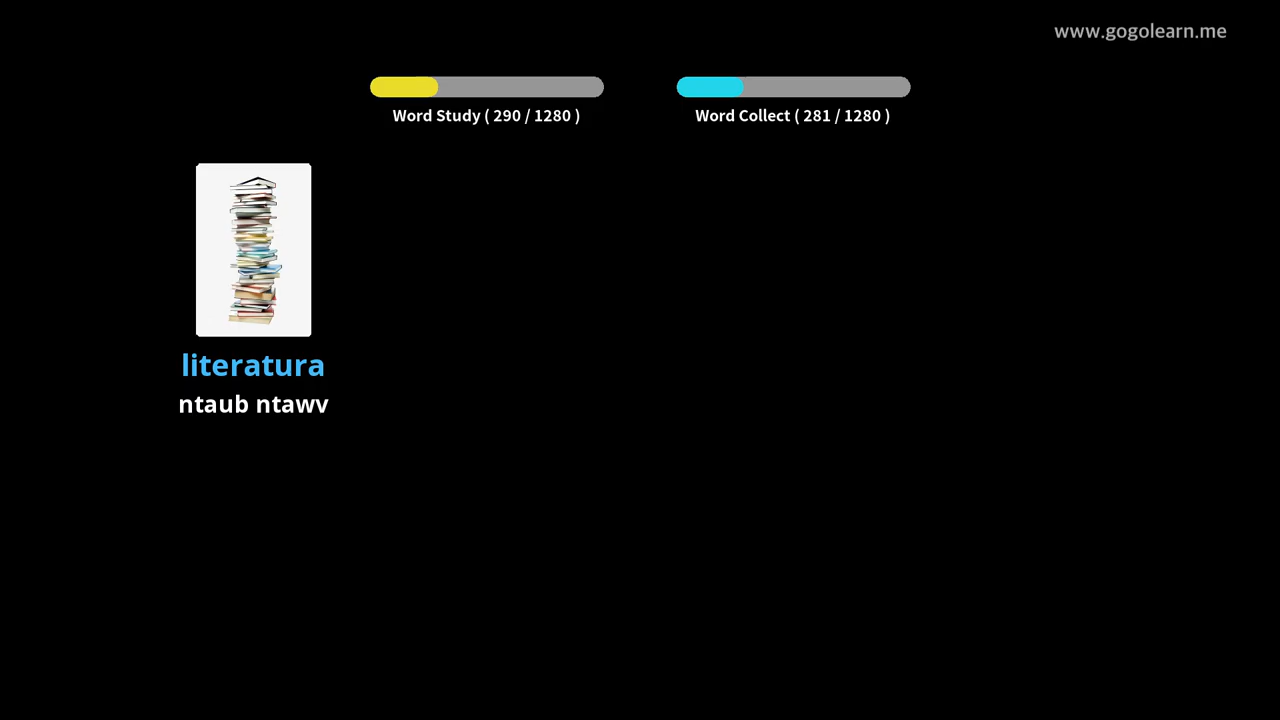 www.gogolearn.me
Word Study ( 290 / 1280 )
Word Collect ( 281 / 1280 )
literatura
ntaub ntawv